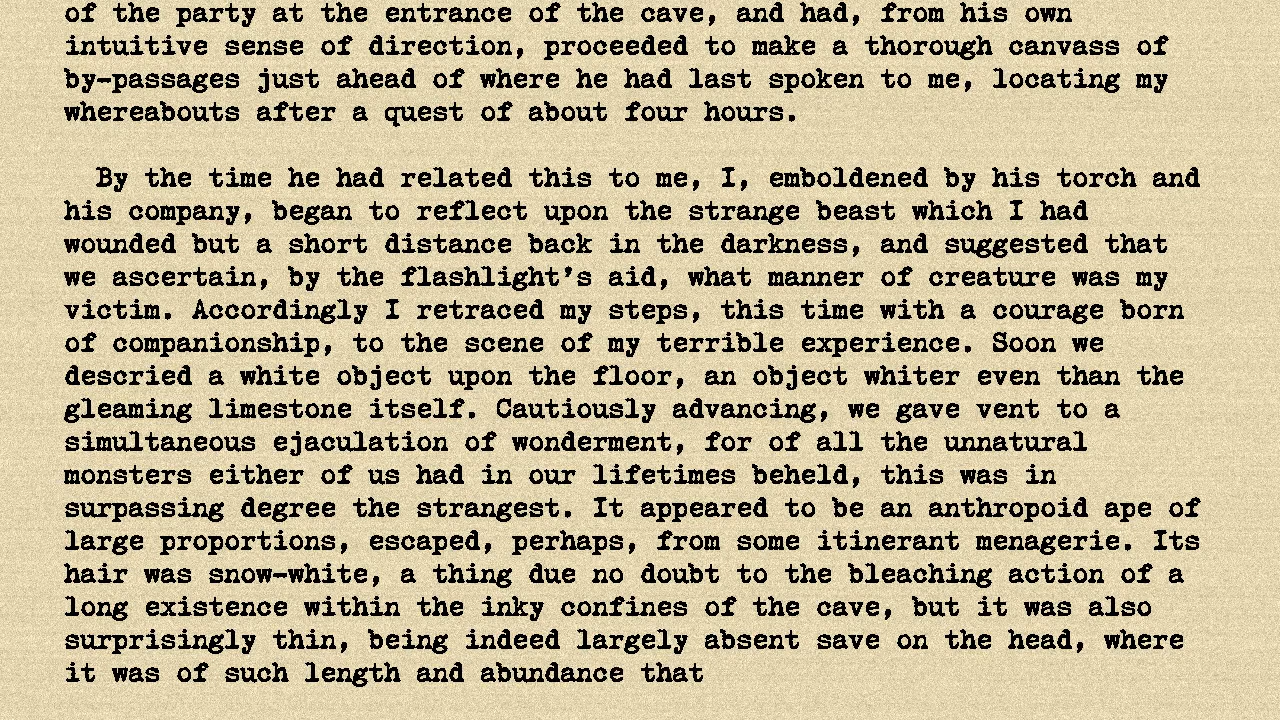 of the party at the entrance of the cave, and had, from his own
intuitive sense of direction, proceeded to make a thorough canvass of
by-passages just ahead of where he had last spoken to me, locating my
whereabouts after a quest of about four hours.
By the time he had related this to me, I, emboldened by his torch and
his company, began to reflect upon the strange beast which I had
wounded but a short distance back in the darkness, and suggested that
we ascertain, by the flashlight's aid, what manner of creature was my
victim. Accordingly I retraced my steps, this time with a courage born
of companionship, to the scene of my terrible experience. Soon we
descried a white object upon the floor, an object whiter even than the
gleaming limestone itself. Cautiously advancing, we gave vent to a
simultaneous ejaculation of wonderment, for of all the unnatural
monsters either of us had in our lifetimes beheld, this was in
surpassing degree the strangest. It appeared to be an anthropoid ape of
large proportions, escaped, perhaps, from some itinerant menagerie. Its
hair was snow-white, a thing due no doubt to the bleaching action of a
long existence within the inky confines of the cave, but it was also
surprisingly thin, being indeed largely absent save on the head, where
it was of such length and abundance that